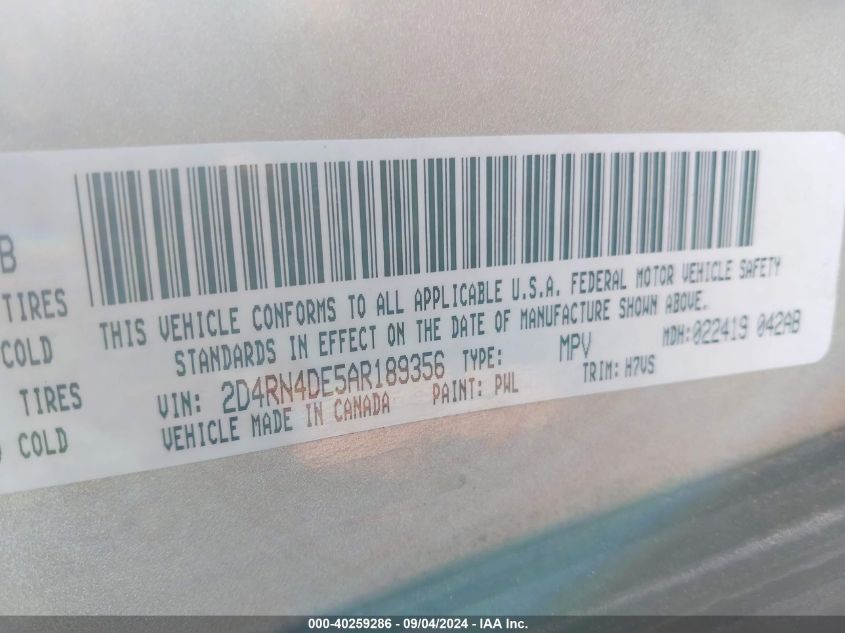 B
TIRES
COLD
TIRES
COLD
THIS VEHICLE CONFORMS TO ALL APPLICABLE U.S.A. FEDERAL MOTOR VEHICLE SAFETY
STANDARDS IN EFFECT ON THE DATE OF MANUFACTURE SHOWN ABOVE.
VIN: 2D4RN4DE5AR189356 TYPE: MPV MDH:022419 042AB
VEHICLE MADE IN CANADA PAINT: PWL TRIM: H7VS
000-40259286 - 09/04/2024 - IAA Inc.